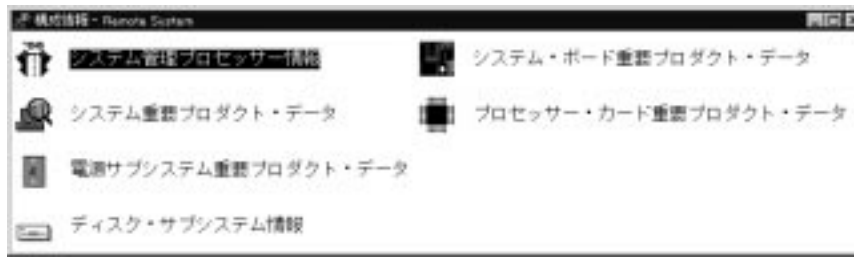 構成情報 - Remote System
システム管理プロセッサー情報
システム・ボード重要プロダクト・データ
システム重要プロダクト・データ
プロセッサー・カード重要プロダクト・データ
電源サブシステム重要プロダクト・データ
ディスク・サブシステム情報